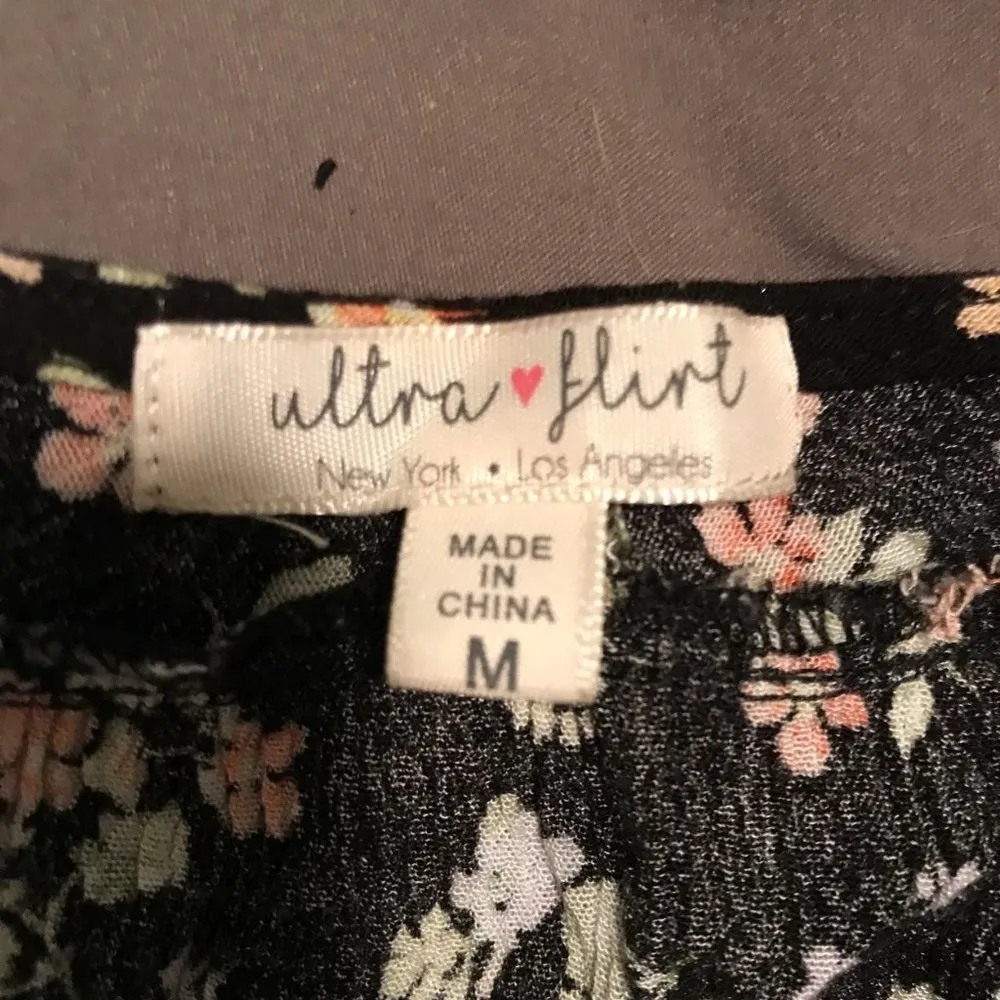 ultra ♥ flirt
New York • Los Angeles
MADE
IN
CHINA
M